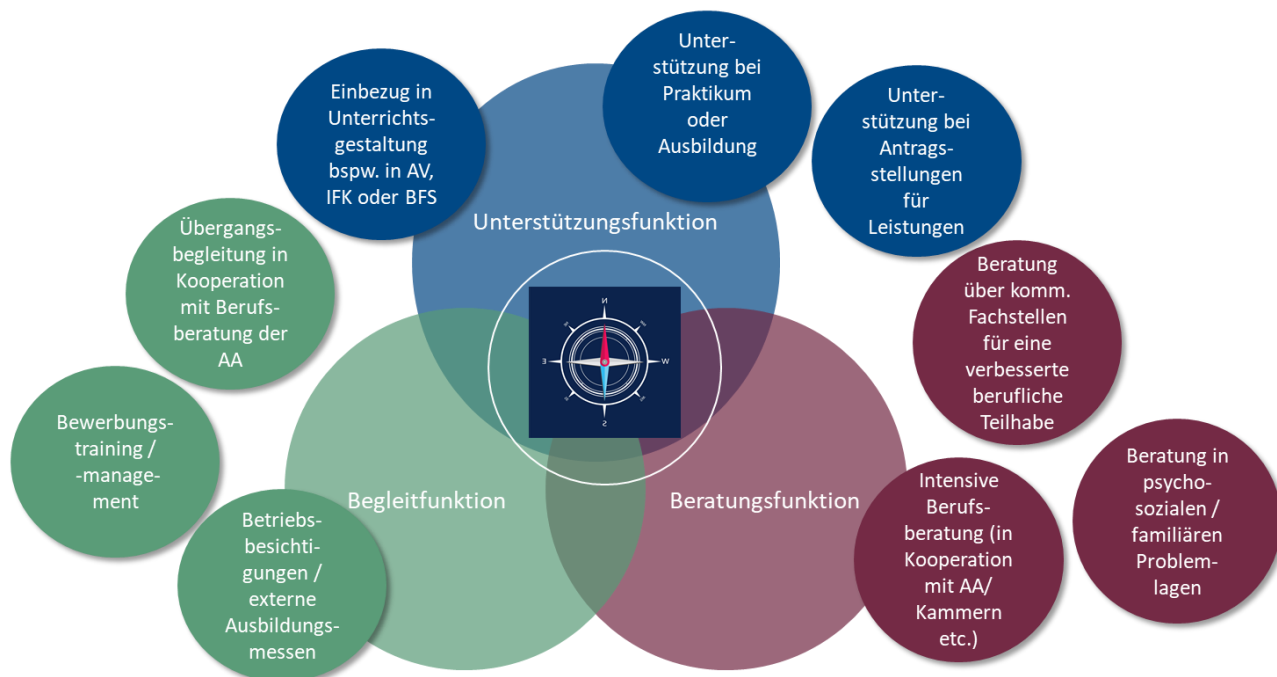 Unter-
stützung bei
Praktikum
oder
Ausbildung
Einbezug in
Unterrichts-
gestaltung
bspw. in AV,
IFK oder BFS
Unter-
stützung bei
Antrags-
stellungen
für
Leistungen
Unterstützungsfunktion
Übergangs-
begleitung in
Kooperation
mit Berufs-
beratung der
AA
Beratung
über komm.
Fachstellen
für eine
verbesserte
berufliche
Teilhabe
N
E
W
S
Bewerbungs-
training /
-manage-
ment
Begleitfunktion
Beratungsfunktion
Intensive
Berufs-
beratung (in
Kooperation
mit AA/
Kammern
etc.)
Beratung in
psycho-
sozialen /
familiären
Problem-
lagen
Betriebs-
besichti-
gungen /
externe
Ausbildungs-
messen